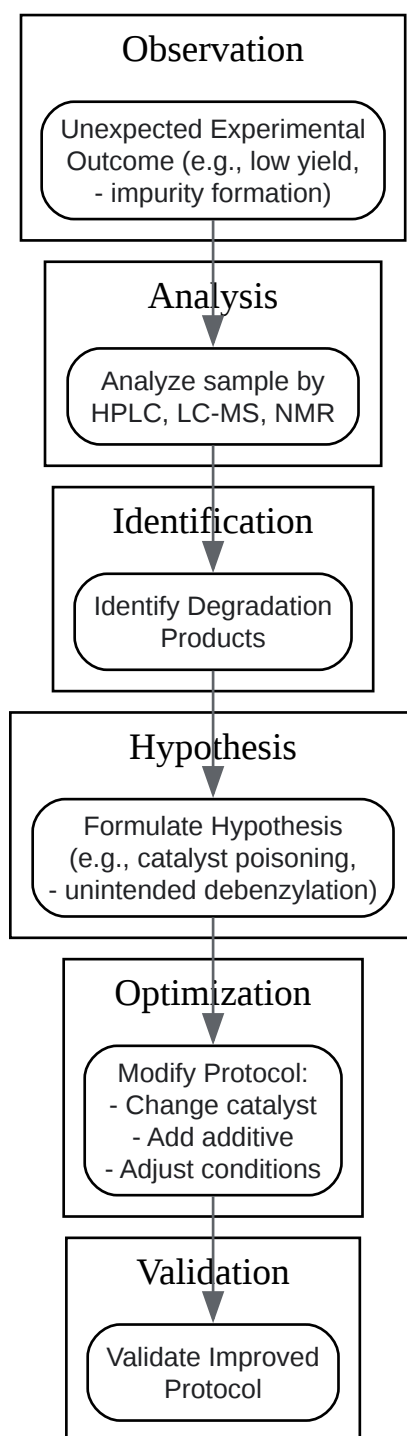 Observation
Unexpected Experimental
Outcome (e.g., low yield,
- impurity formation)
Analysis
Analyze sample by
HPLC, LC-MS, NMR
Identification
Identify Degradation
Products
Hypothesis
Formulate Hypothesis
(e.g., catalyst poisoning,
- unintended debenzylation)
Optimization
Modify Protocol:
- Change catalyst
- Add additive
- Adjust conditions
Validation
Validate Improved
Protocol